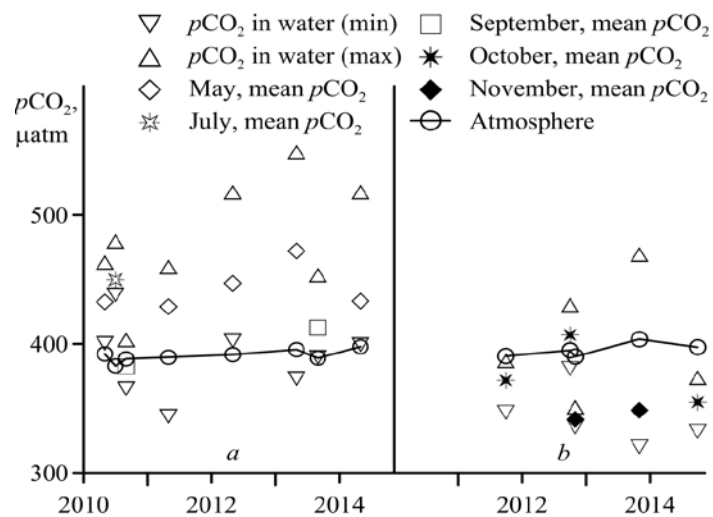 pCO₂ in water (min)
pCO₂ in water (max)
May, mean pCO₂
July, mean pCO₂
September, mean pCO₂
October, mean pCO₂
November, mean pCO₂
Atmosphere
pCO₂,
μatm
500
400
300
a
b
2010
2012
2014
2012
2014